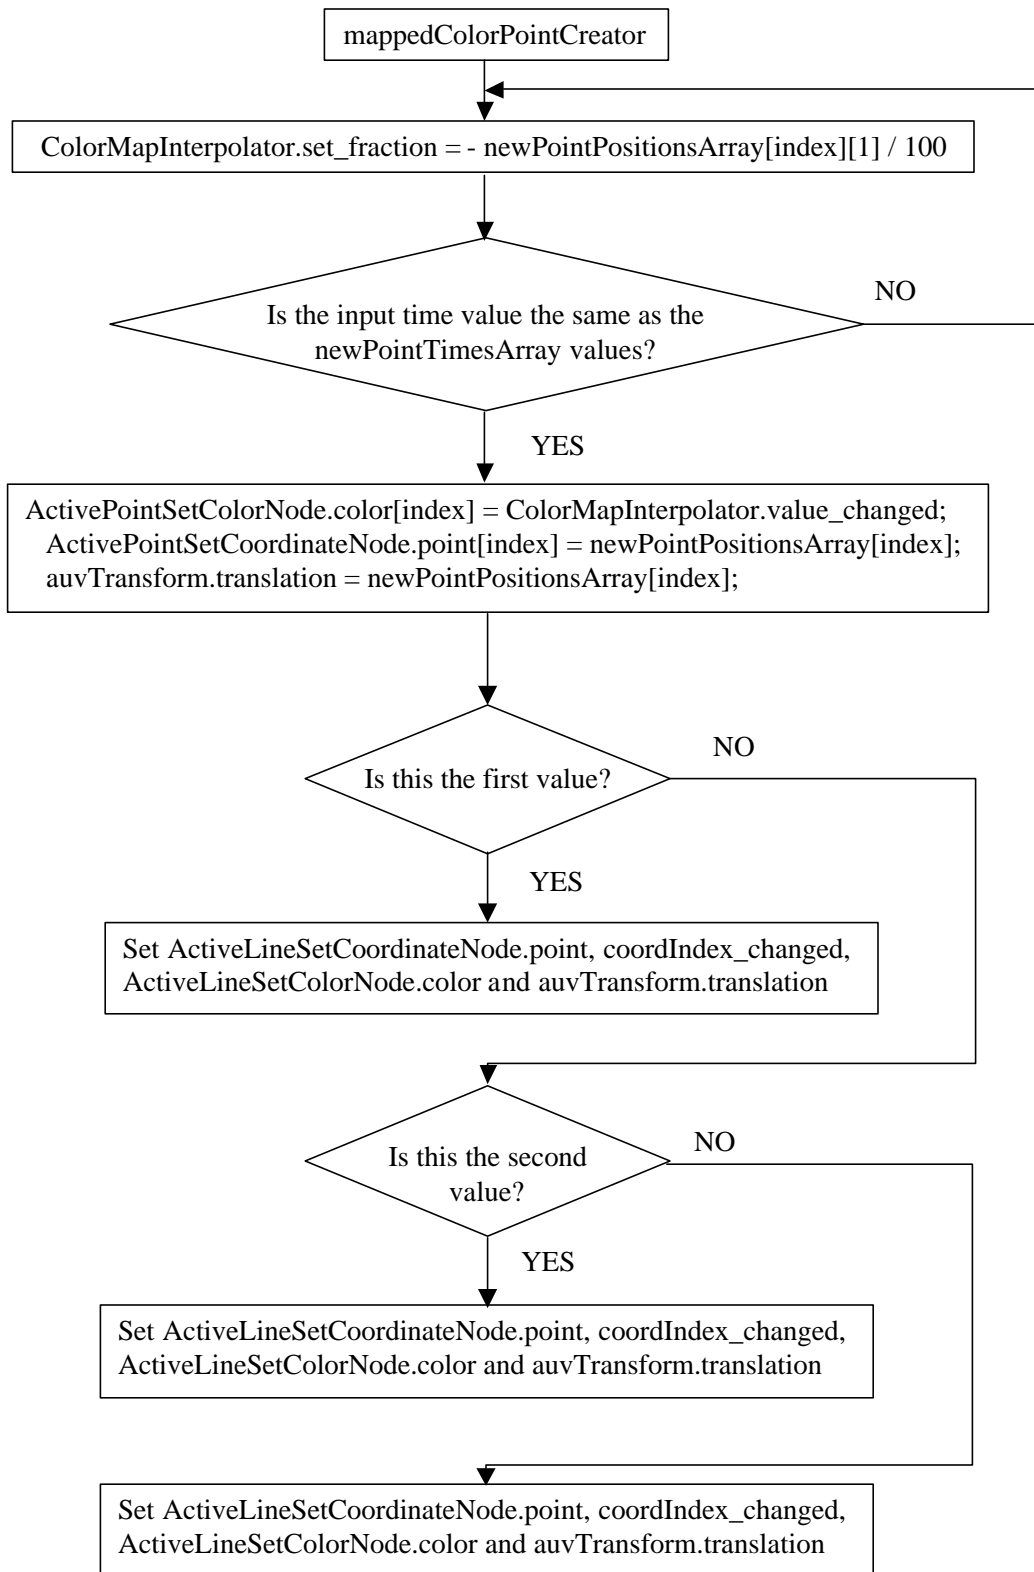 mappedColorPointCreator
ColorMapInterpolator.set_fraction = - newPointPositionsArray[index][1] / 100
NO
Is the input time value the same as the
newPointTimesArray values?
YES
ActivePointSetColorNode.color[index] = ColorMapInterpolator.value_changed;
ActivePointSetCoordinateNode.point[index] = newPointPositionsArray[index];
auvTransform.translation = newPointPositionsArray[index];
NO
Is this the first value?
YES
Set ActiveLineSetCoordinateNode.point, coordIndex_changed,
ActiveLineSetColorNode.color and auvTransform.translation
NO
Is this the second
value?
YES
Set ActiveLineSetCoordinateNode.point, coordIndex_changed,
ActiveLineSetColorNode.color and auvTransform.translation
Set ActiveLineSetCoordinateNode.point, coordIndex_changed,
ActiveLineSetColorNode.color and auvTransform.translation